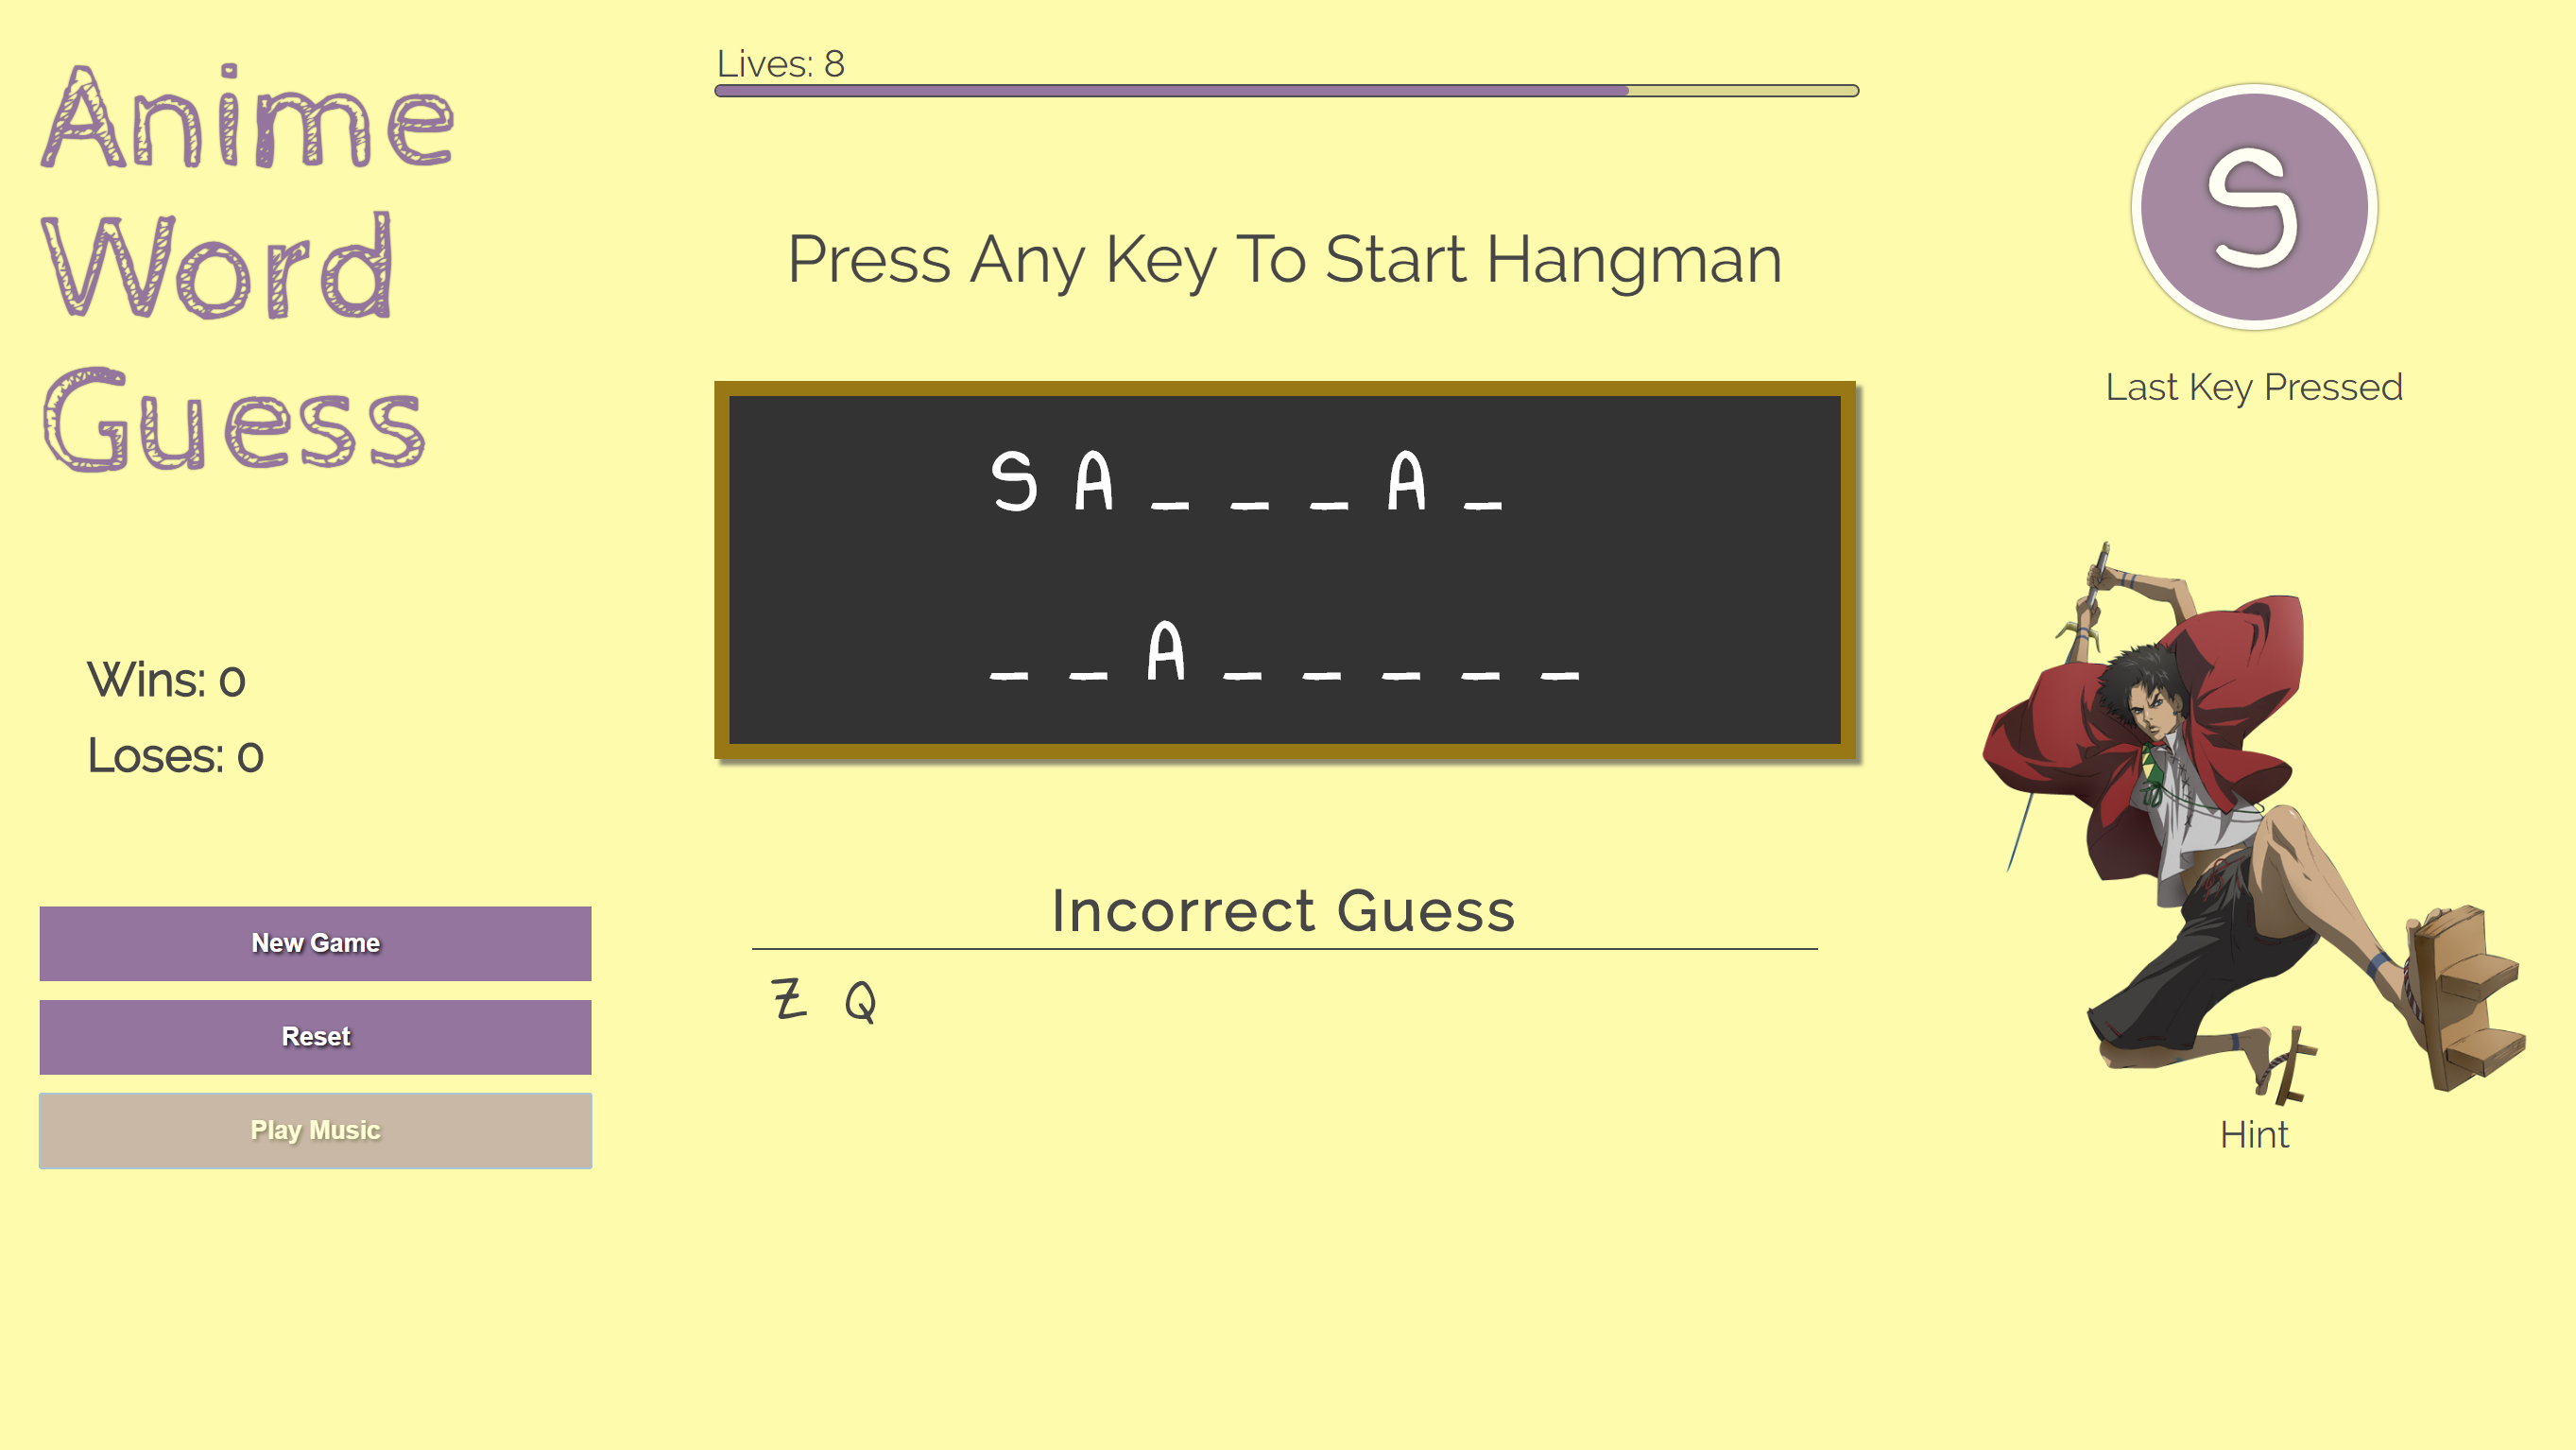 Anime
Word
Guess
Wins: 0
Loses: 0
New Game
Reset
Play Music
Lives: 8
Press Any Key To Start Hangman
S A _ _ _ A _
_ _ A _ _ _ _ _
Incorrect Guess
Z Q
S
Last Key Pressed
Hint